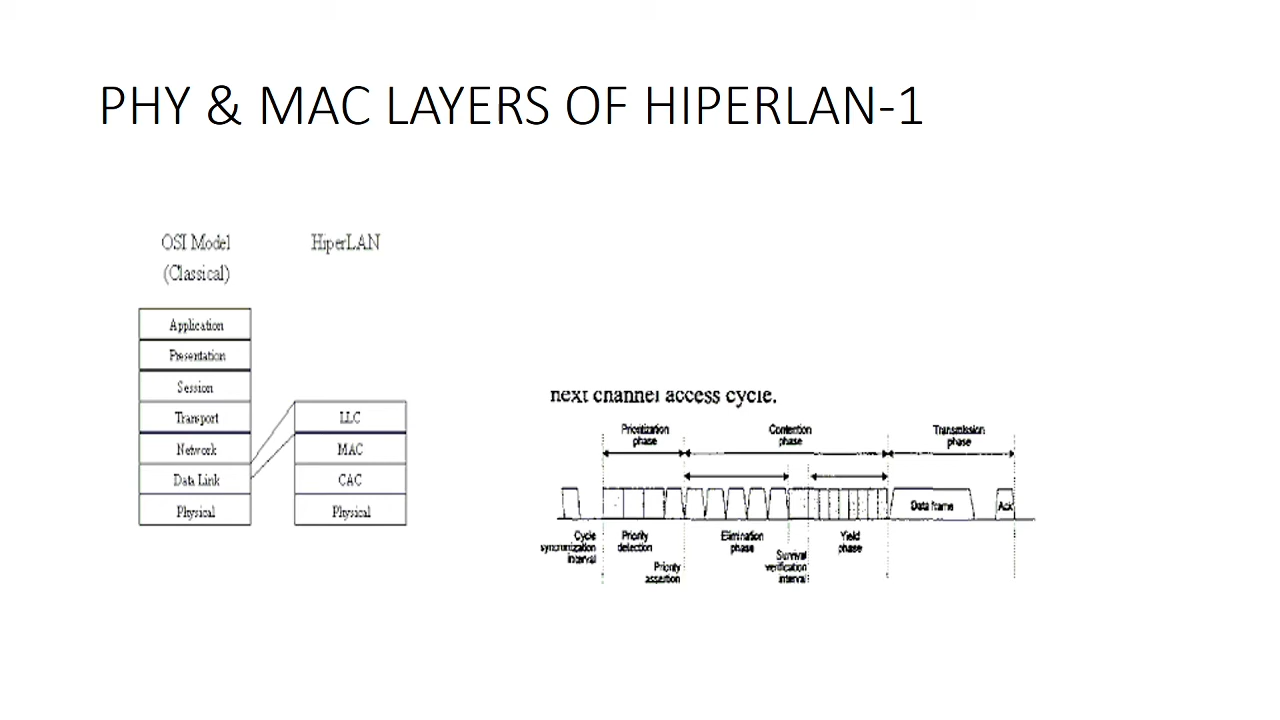 PHY & MAC LAYERS OF HIPERLAN-1
OSI Model
(Classical)
HiperLAN
Application
Presentation
Session
Transport
Network
Data Link
Physical
LLC
MAC
CAC
Physical
next channel access cycle.
Prioritization
phase
Contention
phase
Transmission
phase
Data frame
Ack
Cycle
syncrunization
interval
Priority
detection
Priority
assertion
Elimination
phase
Survival
verification
interval
Yield
phase